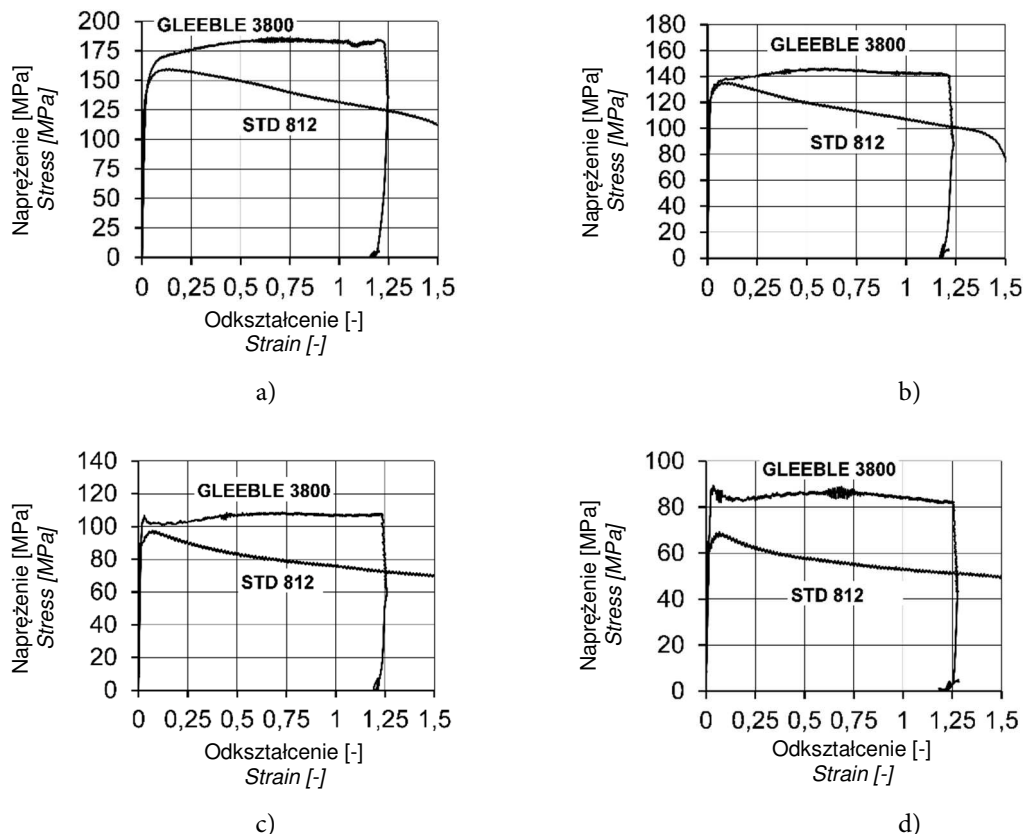 Naprężenie [MPa]
Stress [MPa]
200
175
150
125
100
75
50
25
0
GLEEBLE 3800
STD 812
0 0,25 0,5 0,75 1 1,25 1,5
Odkształcenie [-]
Strain [-]
a)
Naprężenie [MPa]
Stress [MPa]
180
160
140
120
100
80
60
40
20
0
GLEEBLE 3800
STD 812
0 0,25 0,5 0,75 1 1,25 1,5
b)
Naprężenie [MPa]
Stress [MPa]
140
120
100
80
60
40
20
0
GLEEBLE 3800
STD 812
0 0,25 0,5 0,75 1 1,25 1,5
Odkształcenie [-]
Strain [-]
c)
Naprężenie [MPa]
Stress [MPa]
100
80
60
40
20
0
GLEEBLE 3800
STD 812
0 0,25 0,5 0,75 1 1,25 1,5
Odkształcenie [-]
Strain [-]
d)